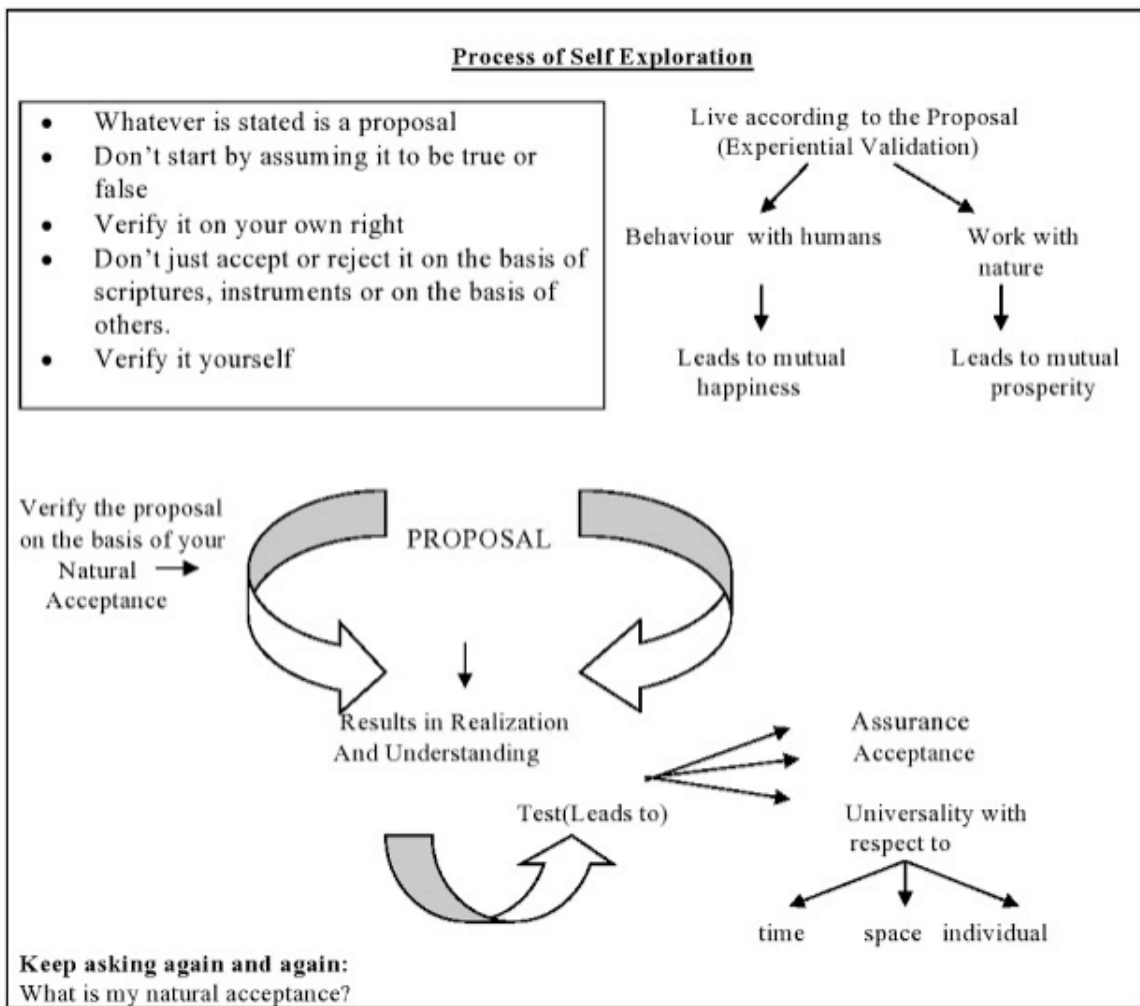 Process of Self Exploration
• Whatever is stated is a proposal
• Don't start by assuming it to be true or
false
• Verify it on your own right
• Don't just accept or reject it on the basis of
scriptures, instruments or on the basis of
others.
• Verify it yourself
Live according to the Proposal
(Experiential Validation)
Behaviour with humans
Work with
nature
Leads to mutual
happiness
Leads to mutual
prosperity
Verify the proposal
on the basis of your
Natural
Acceptance
PROPOSAL
Results in Realization
And Understanding
Test(Leads to)
Assurance
Acceptance
Universality with
respect to
time space individual
Keep asking again and again:
What is my natural acceptance?